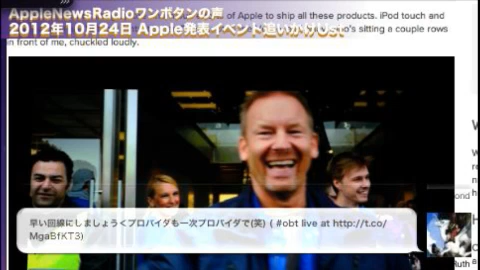 AppleNewsRadioワンボタンの声
of Apple to ship all these products. iPod touch and
2012年10月24日 Apple発表イベント追いかけUst
who's sitting a couple rows
in front of me, chuckled loudly.
早い回線にしましょうくプロバイダも一次プロバイダで(笑) ( #obt live at http://t.co/
MgaBfKT3)